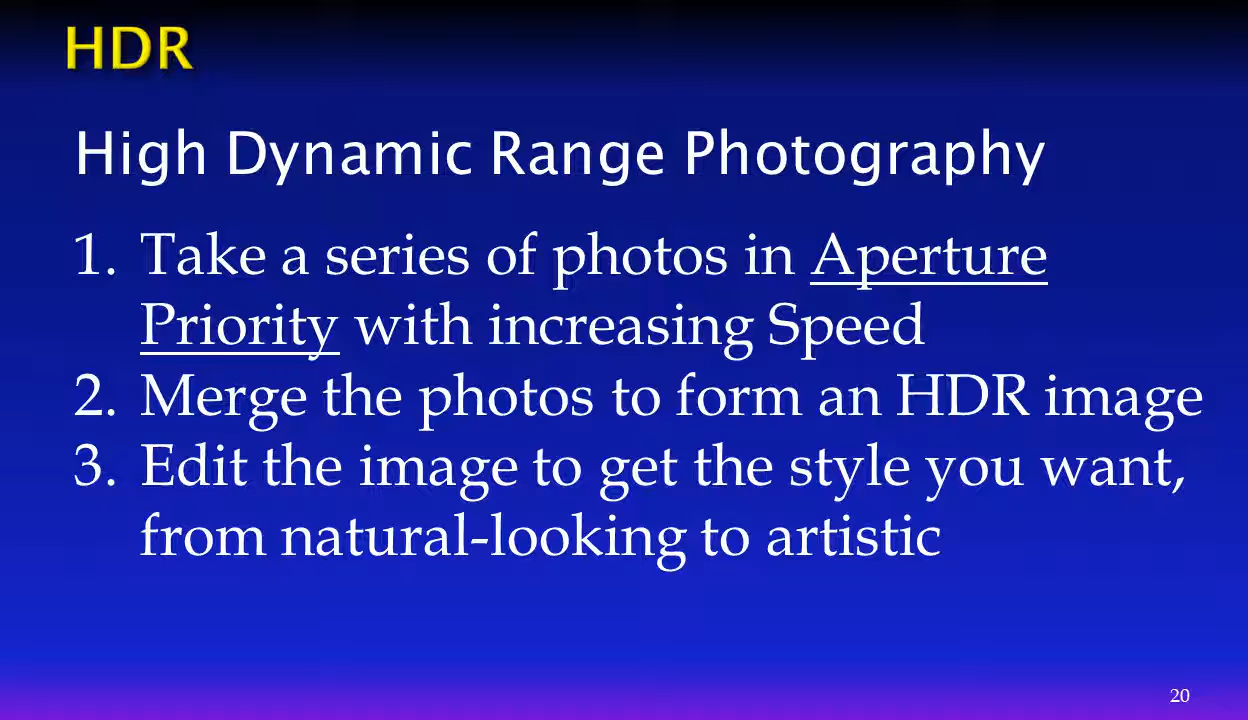 HDR
High Dynamic Range Photography
1. Take a series of photos in Aperture
Priority with increasing Speed
2. Merge the photos to form an HDR image
3. Edit the image to get the style you want,
from natural-looking to artistic
20